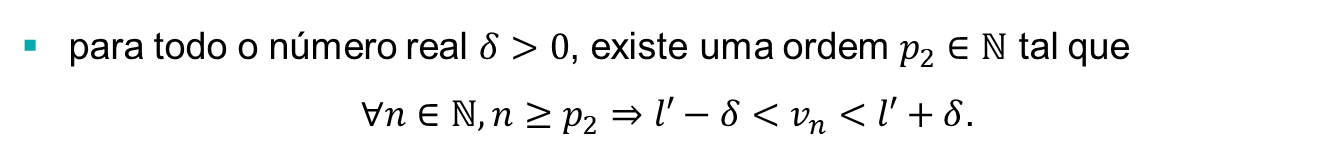 ▪ para todo o número real 𝛿 > 0, existe uma ordem 𝑝₂ ∈ ℕ tal que
∀𝑛 ∈ ℕ, 𝑛 ≥ 𝑝₂ ⇒ 𝑙′ − 𝛿 < 𝑣ₙ < 𝑙′ + 𝛿.